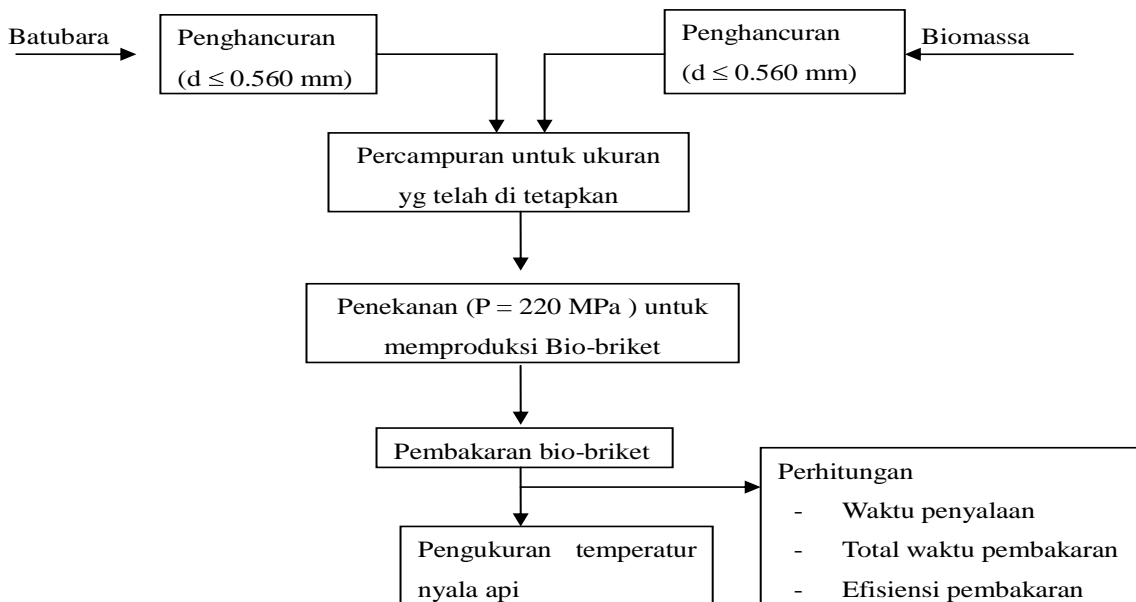 Batubara
Penghancuran
(d ≤ 0.560 mm)
Penghancuran
(d ≤ 0.560 mm)
Biomassa
Percampuran untuk ukuran
yg telah di tetapkan
Penekanan (P = 220 MPa ) untuk
memproduksi Bio-briket
Pembakaran bio-briket
Pengukuran temperatur
nyala api
Perhitungan
- Waktu penyalaan
- Total waktu pembakaran
- Efisiensi pembakaran